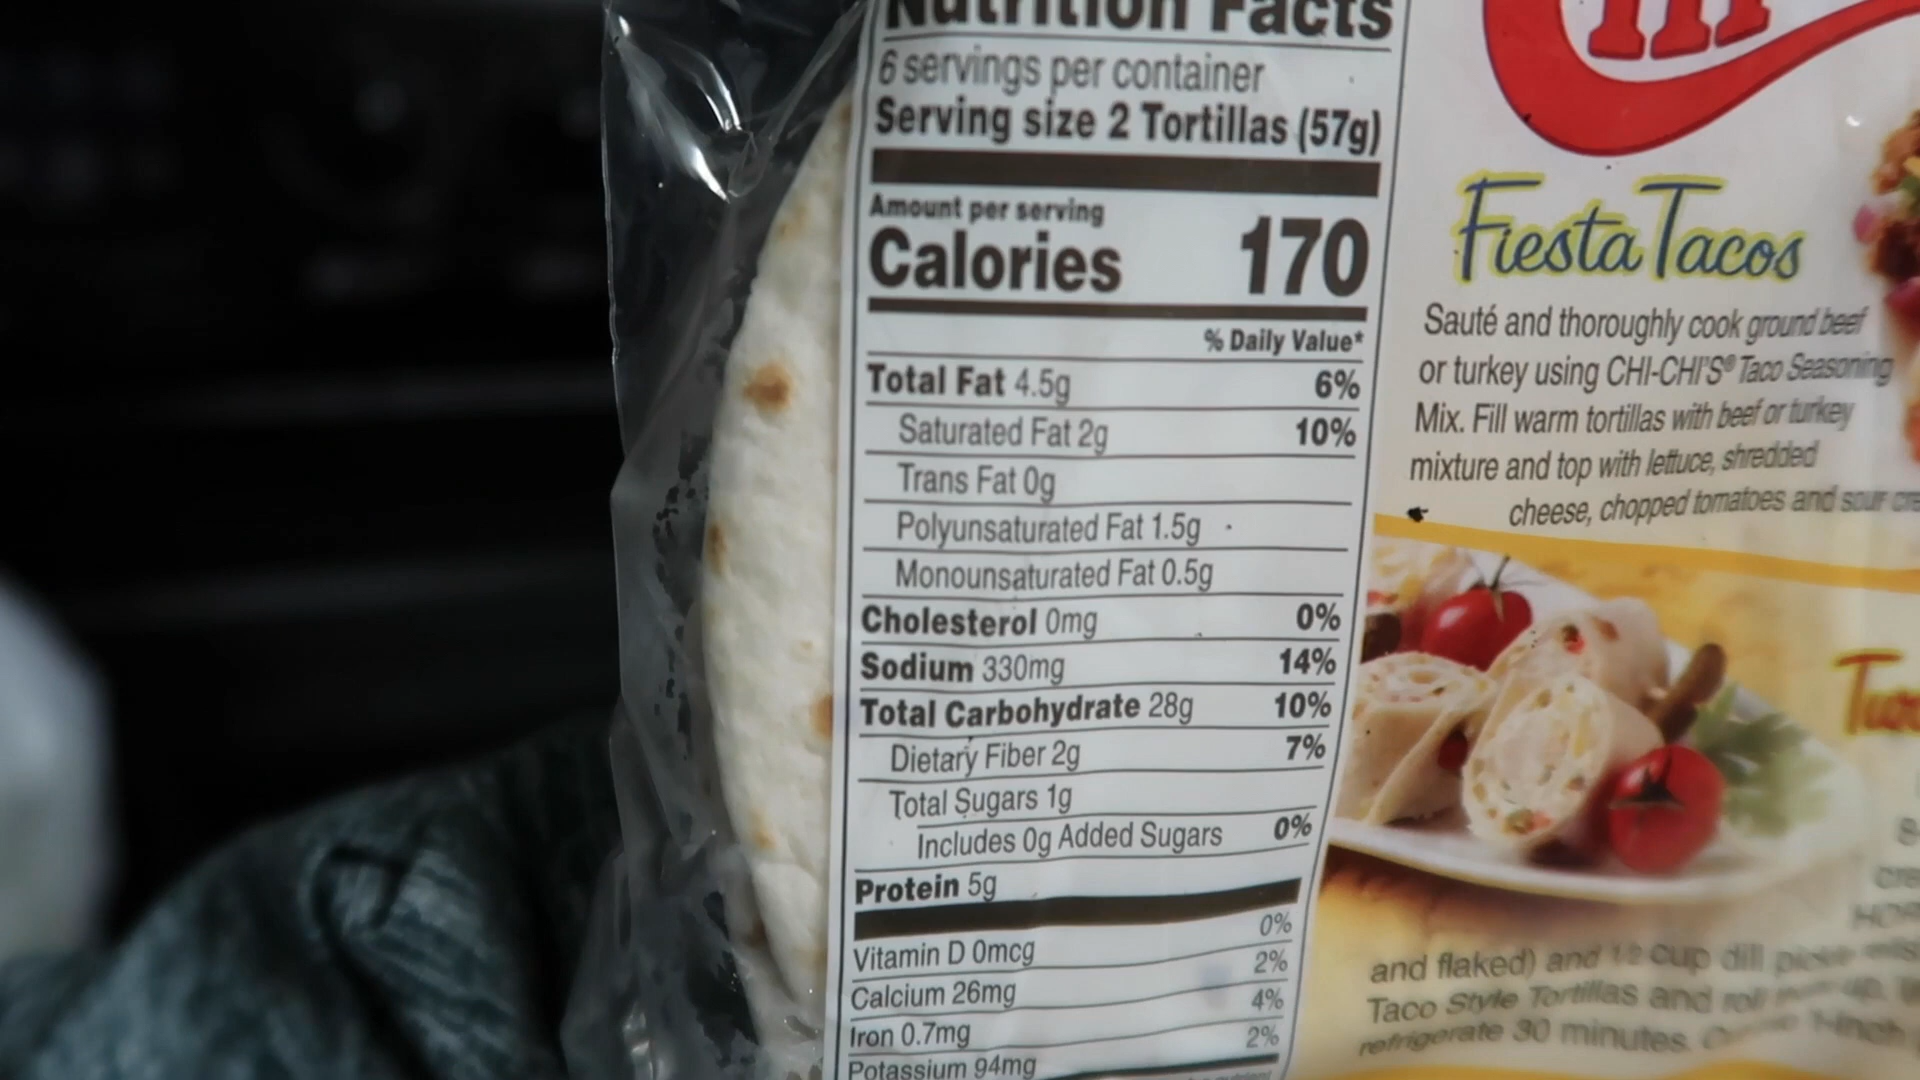 Nutrition Facts
6 servings per container
Serving size 2 Tortillas (57g)
Amount per serving
Calories 170
% Daily Value*
Total Fat 4.5g 6%
Saturated Fat 2g 10%
Trans Fat 0g
Polyunsaturated Fat 1.5g
Monounsaturated Fat 0.5g
Cholesterol 0mg 0%
Sodium 330mg 14%
Total Carbohydrate 28g 10%
Dietary Fiber 2g 7%
Total Sugars 1g
Includes 0g Added Sugars 0%
Protein 5g
Vitamin D 0mcg 0%
Calcium 26mg 2%
Iron 0.7mg 4%
Potassium 94mg 2%
Fiesta Tacos
Sauté and thoroughly cook ground beef
or turkey using CHI-CHI'S® Taco Seasoning
Mix. Fill warm tortillas with beef or turkey
mixture and top with lettuce, shredded
cheese, chopped tomatoes and sour cre
and flaked) and 1/2 cup dill
Taco Style Tortillas and roll
refrigerate 30 minutes. 1-inch